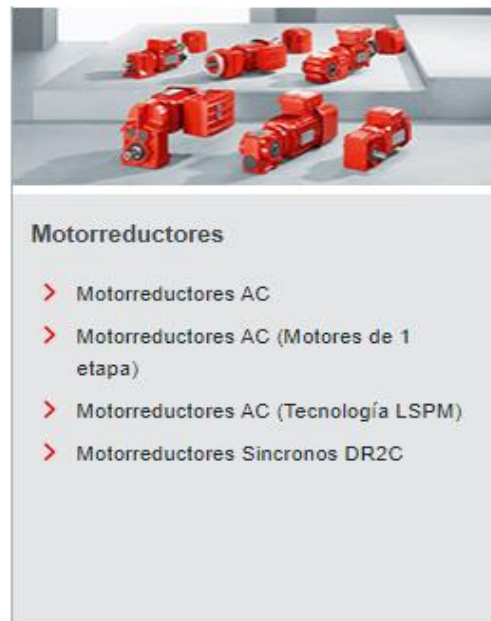 Motorreductores
Motorreductores AC
Motorreductores AC (Motores de 1
etapa)
Motorreductores AC (Tecnología LSPM)
Motorreductores Sincronos DR2C